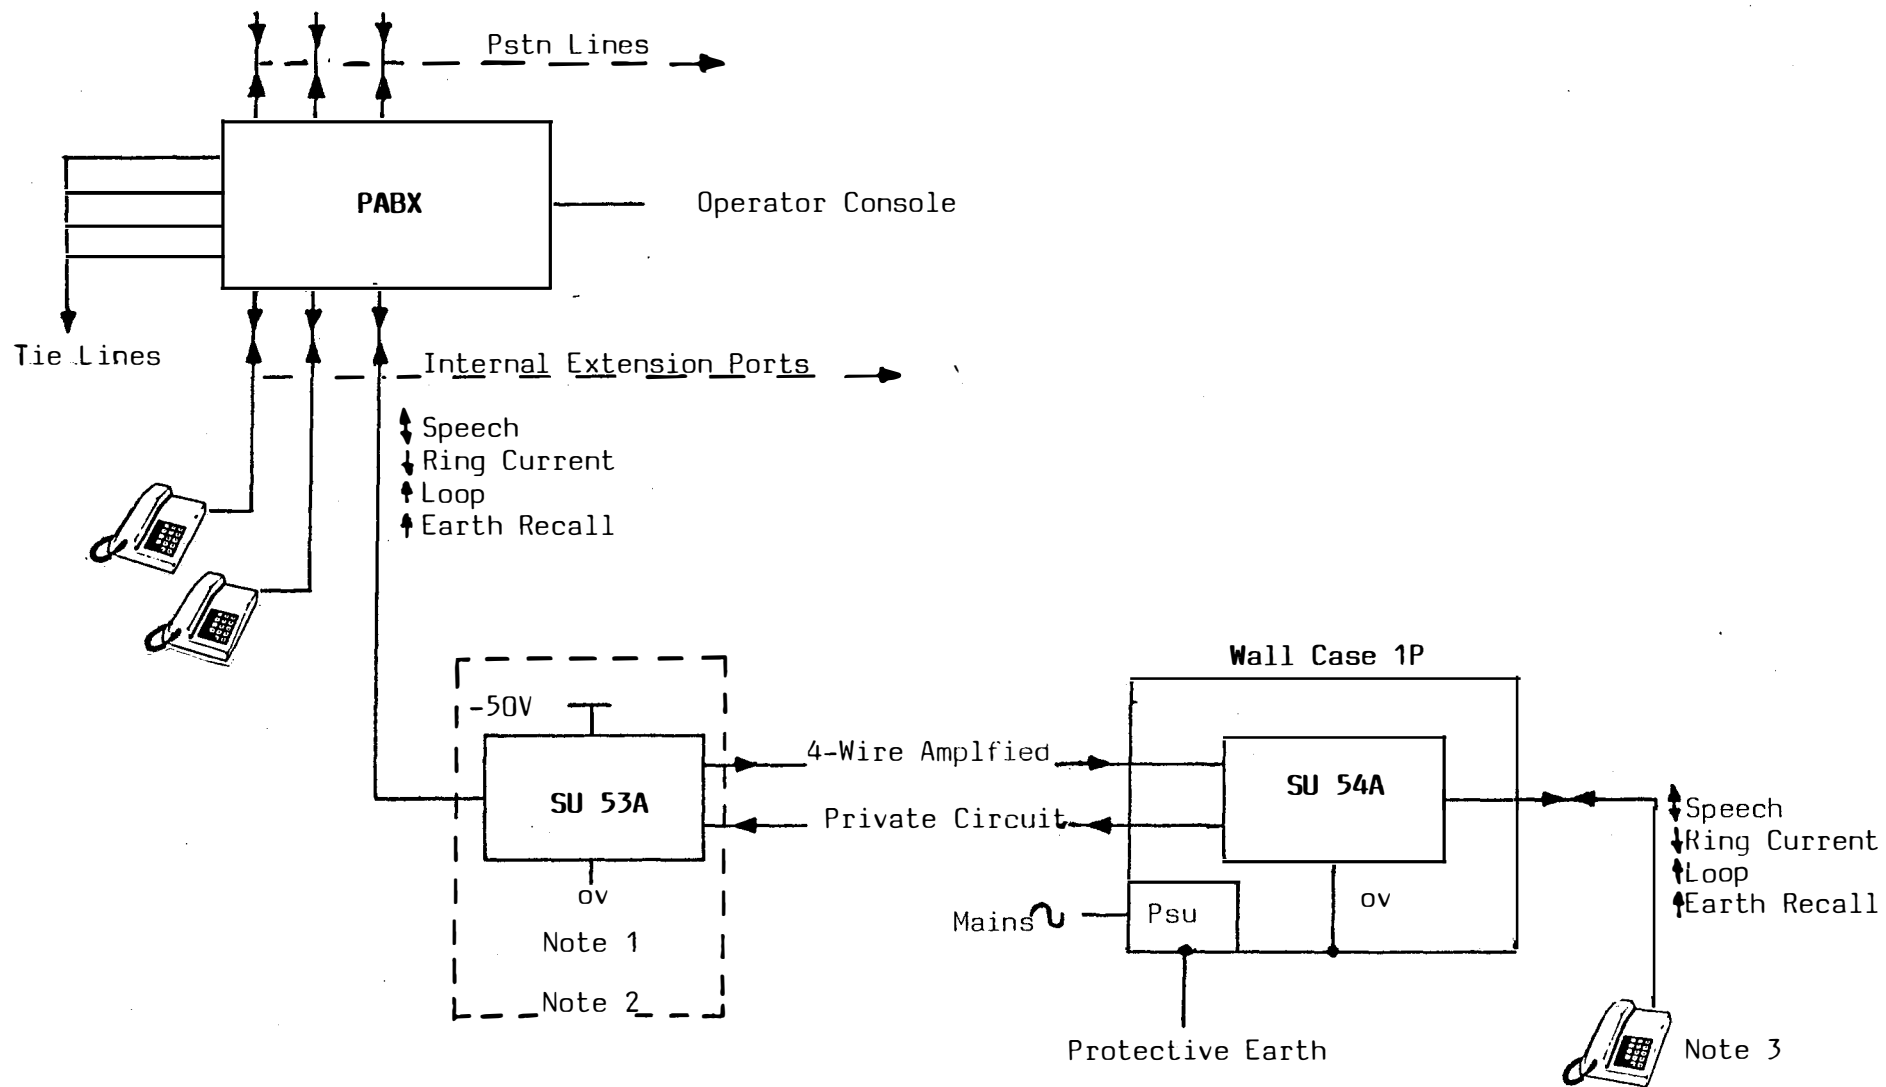 Pstn Lines
PABX
Operator Console
Tie Lines
Internal Extension Ports
Speech
Ring Current
Loop
Earth Recall
Wall Case 1P
-50V
4-Wire Amplfied
SU 53A
SU 54A
Private Circuit
Speech
Ring Current
Loop
Earth Recall
0V
0V
Mains
Psu
Note 1
Note 2
Protective Earth
Note 3